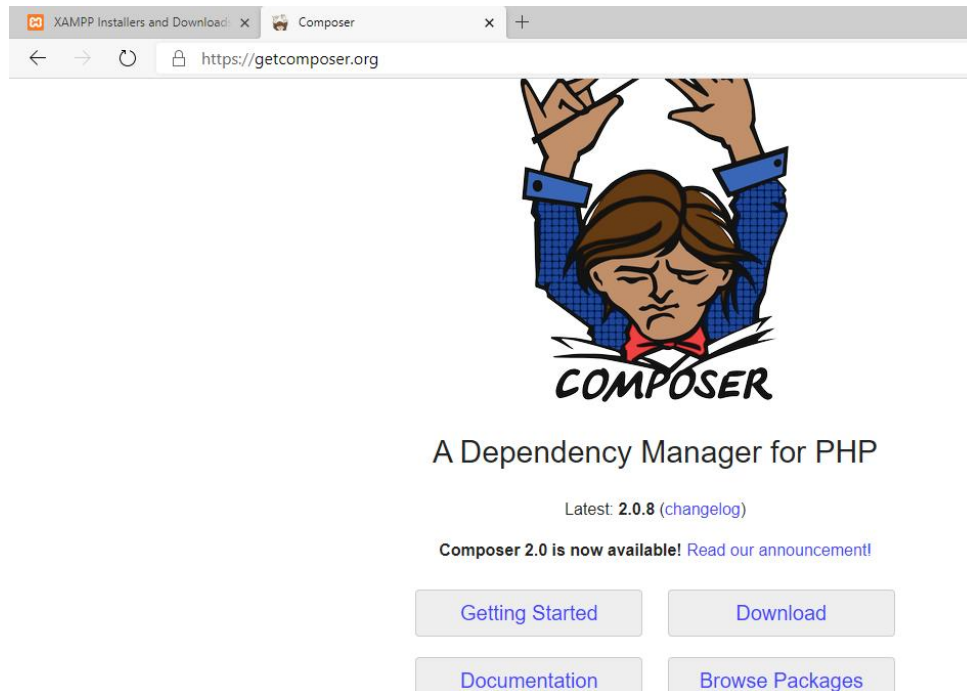 XAMPP Installers and Download
Composer
https://getcomposer.org
COMPOSER
A Dependency Manager for PHP
Latest: 2.0.8 (changelog)
Composer 2.0 is now available! Read our announcement!
Getting Started
Download
Documentation
Browse Packages